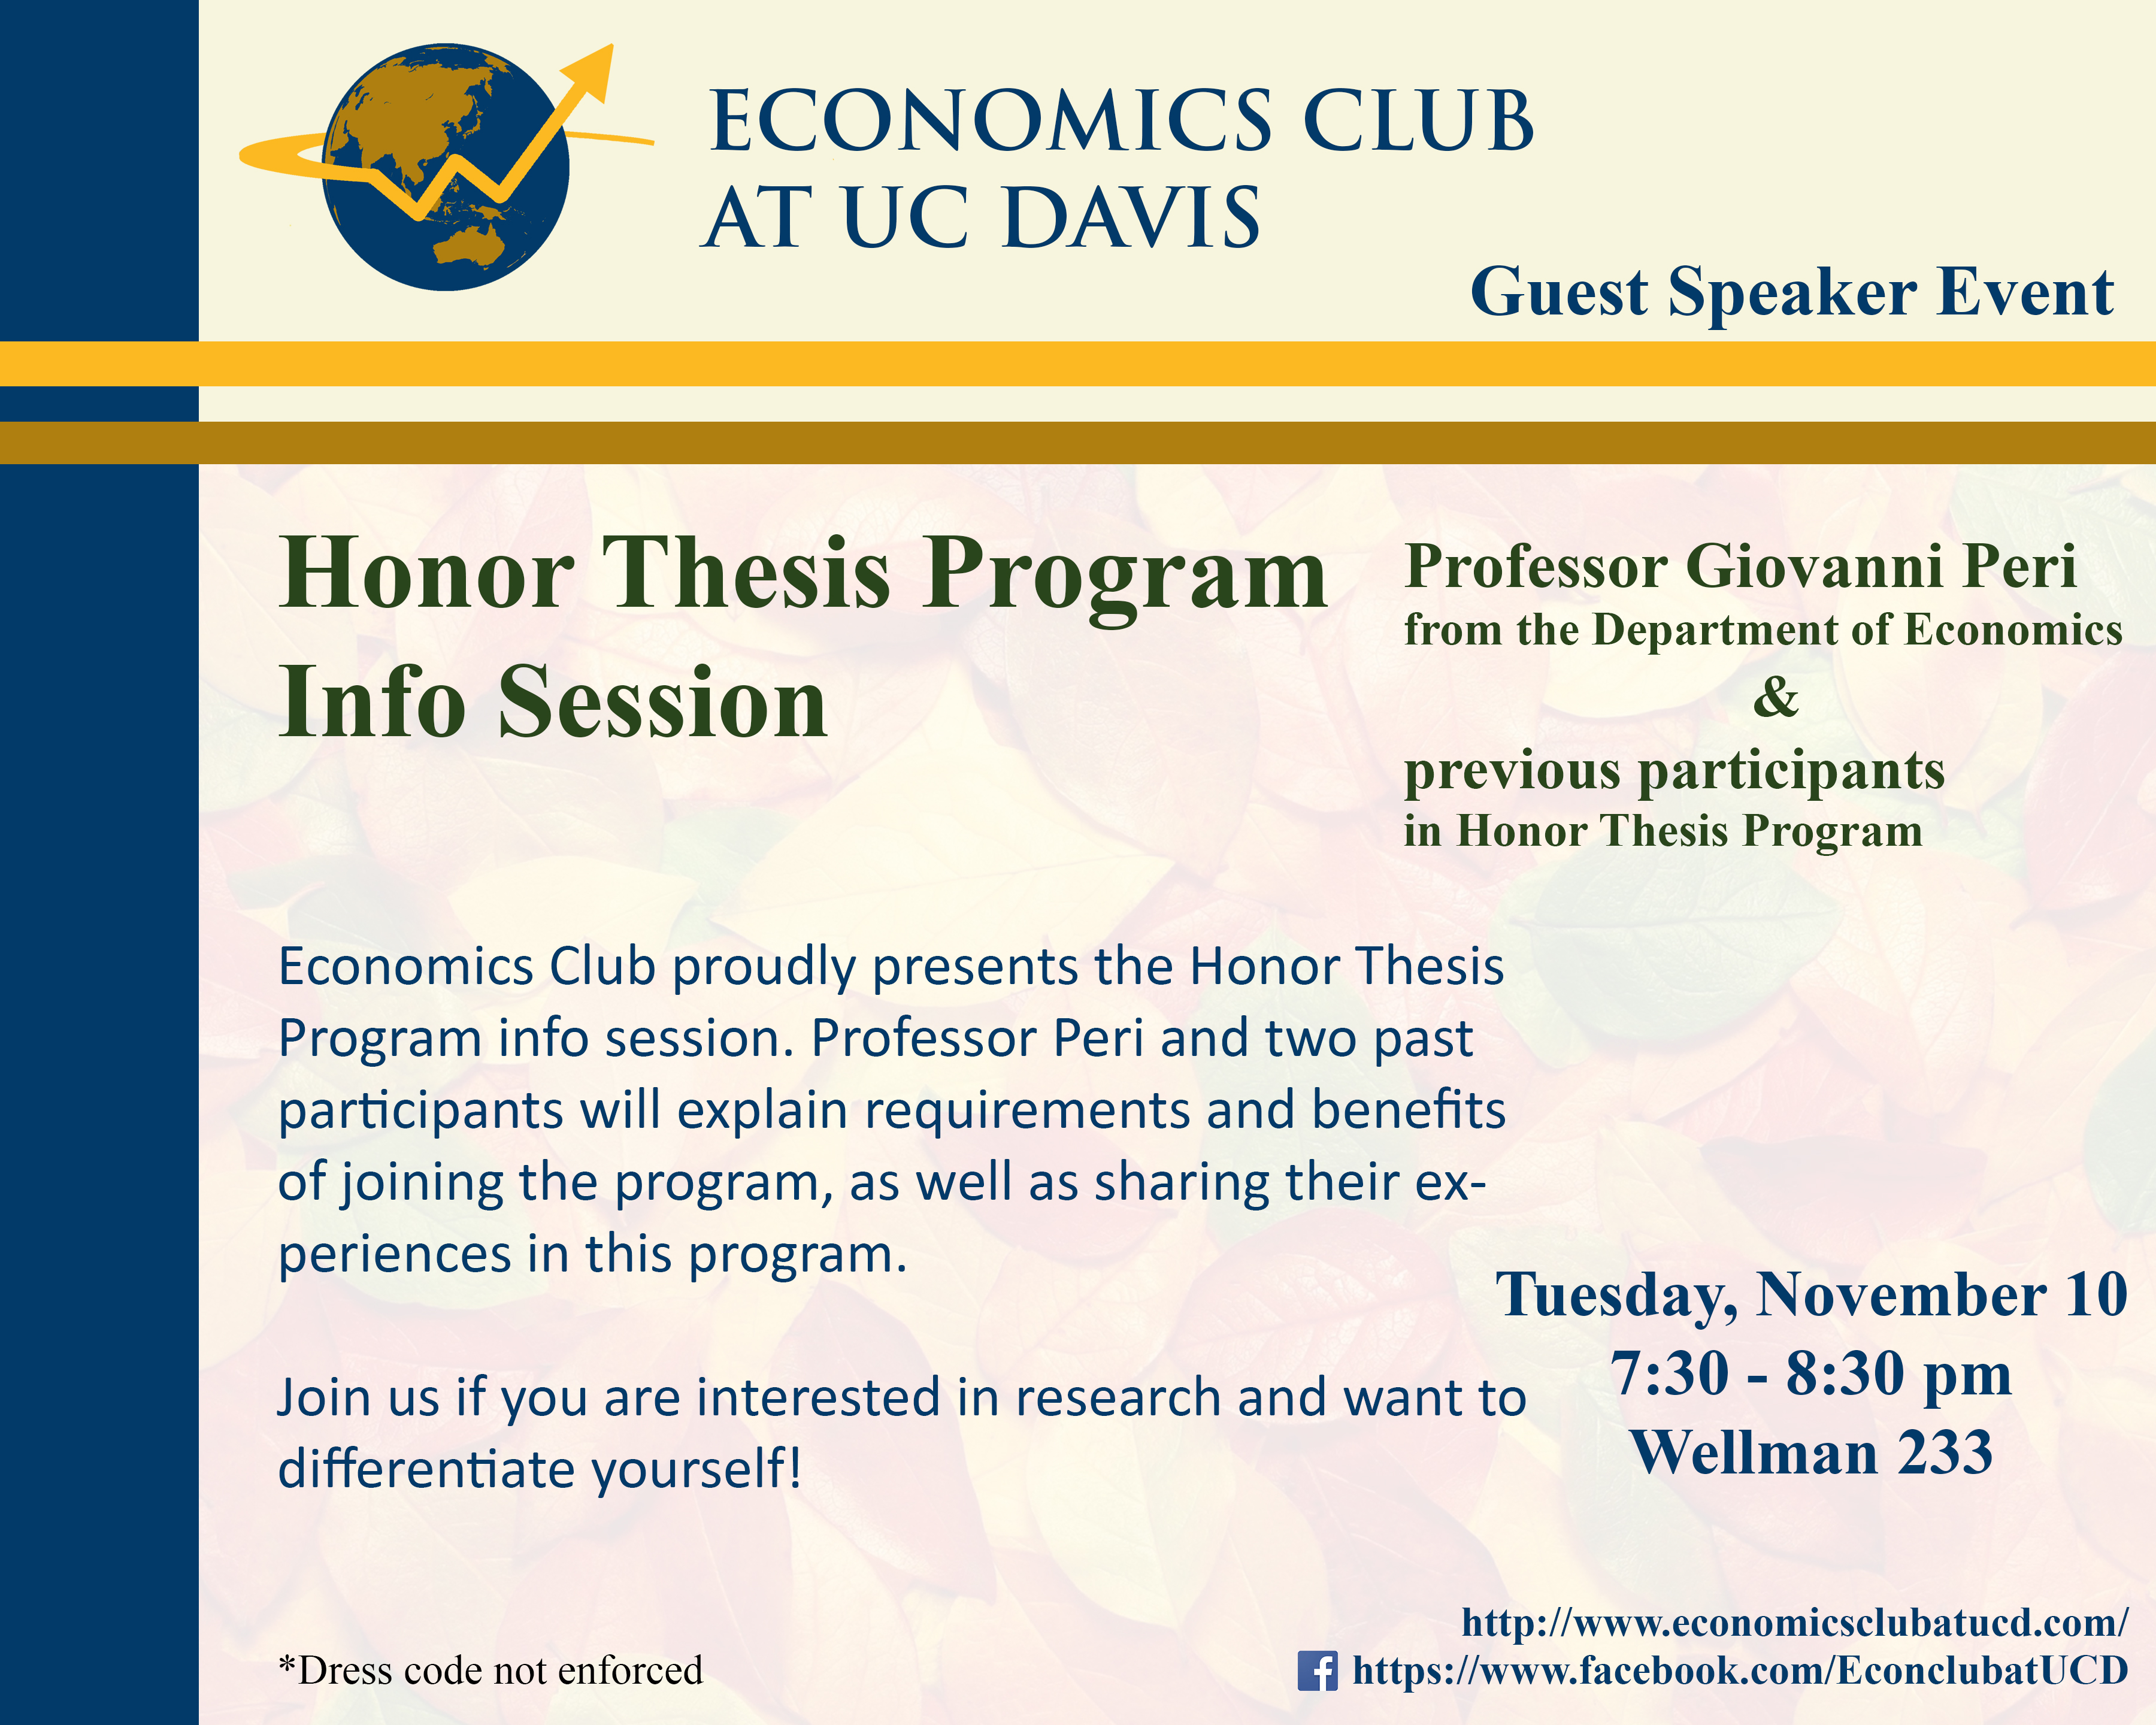 ECONOMICS CLUB
AT UC DAVIS
Guest Speaker Event
Honor Thesis Program
Info Session
Professor Giovanni Peri
from the Department of Economics
&
previous participants
in Honor Thesis Program
Economics Club proudly presents the Honor Thesis
Program info session. Professor Peri and two past
participants will explain requirements and benefits
of joining the program, as well as sharing their ex-
periences in this program.
Join us if you are interested in research and want to
differentiate yourself!
Tuesday, November 10
7:30 - 8:30 pm
Wellman 233
*Dress code not enforced
http://www.economicsclubatucd.com/
f https://www.facebook.com/EconclubatUCD